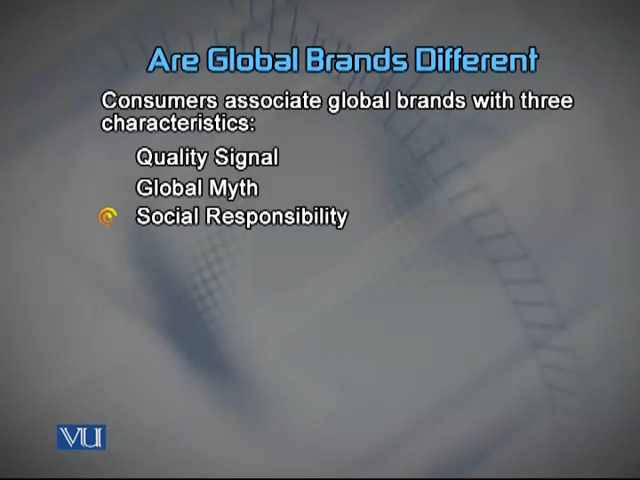 Are Global Brands Different
Consumers associate global brands with three
characteristics:
Quality Signal
Global Myth
Social Responsibility
VU